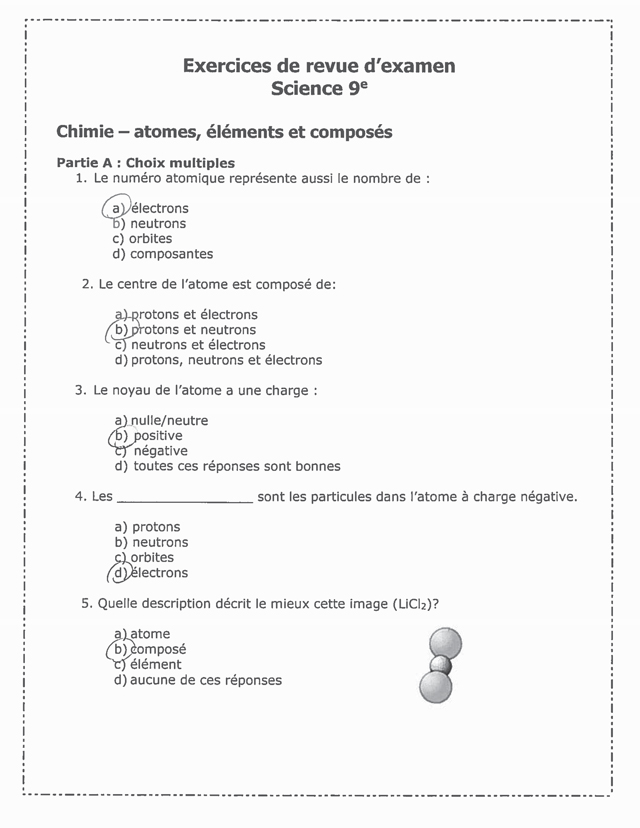 Exercices de revue d'examen
Science 9e
Chimie – atomes, éléments et composés
Partie A : Choix multiples
1. Le numéro atomique représente aussi le nombre de :
a) électrons
b) neutrons
c) orbites
d) composantes
2. Le centre de l'atome est composé de:
a) protons et électrons
b) protons et neutrons
c) neutrons et électrons
d) protons, neutrons et électrons
3. Le noyau de l'atome a une charge :
a) nulle/neutre
b) positive
c) négative
d) toutes ces réponses sont bonnes
4. Les __________________ sont les particules dans l'atome à charge négative.
a) protons
b) neutrons
c) orbites
d) électrons
5. Quelle description décrit le mieux cette image (LiCl₂)?
a) atome
b) composé
c) élément
d) aucune de ces réponses